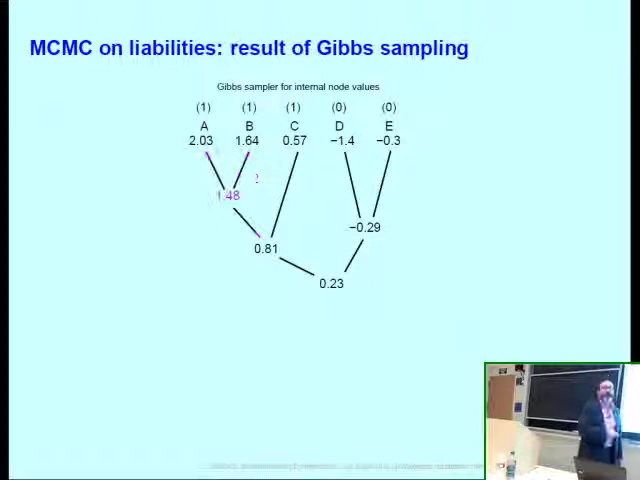 MCMC on liabilities: result of Gibbs sampling
Gibbs sampler for internal node values
(1) (1) (1) (0) (0)
A B C D E
2.03 1.64 0.57 −1.4 −0.3
1.48
−0.29
0.81
0.23